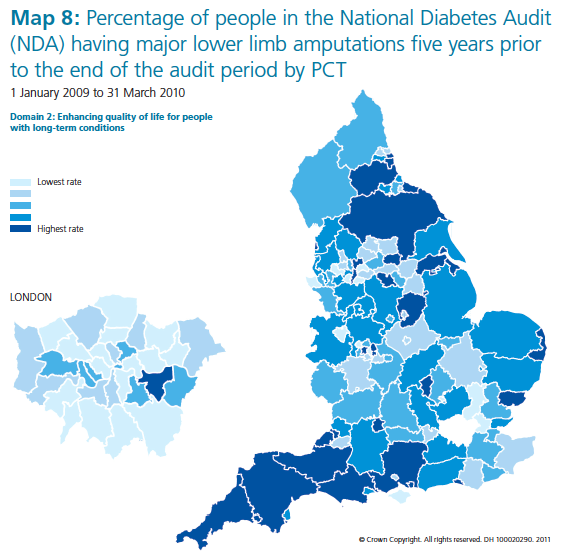 Map 8: Percentage of people in the National Diabetes Audit
(NDA) having major lower limb amputations five years prior
to the end of the audit period by PCT
1 January 2009 to 31 March 2010
Domain 2: Enhancing quality of life for people
with long-term conditions
Lowest rate
Highest rate
LONDON
© Crown Copyright. All rights reserved. DH 100020290. 2011